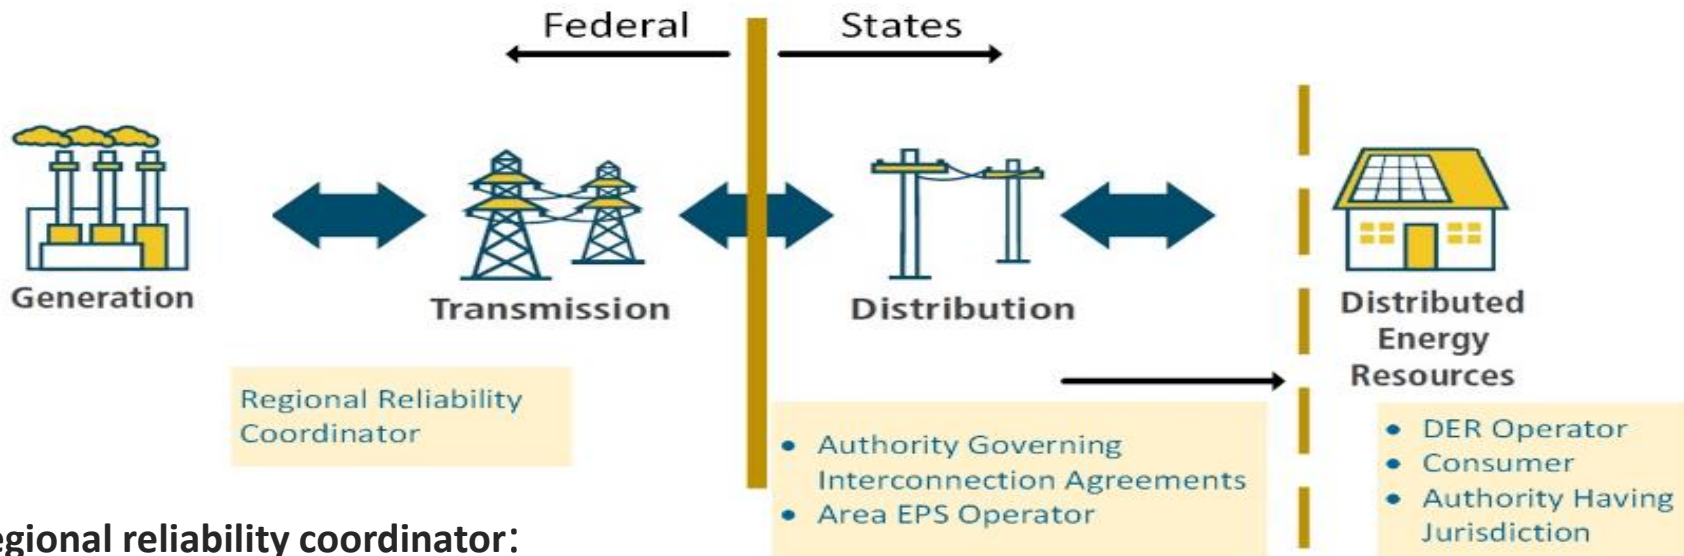 Federal
States
Generation
Transmission
Distribution
Distributed
Energy
Resources
Regional Reliability
Coordinator
• Authority Governing
Interconnection Agreements
• Area EPS Operator
• DER Operator
• Consumer
• Authority Having
Jurisdiction
egional reliability coordinator: